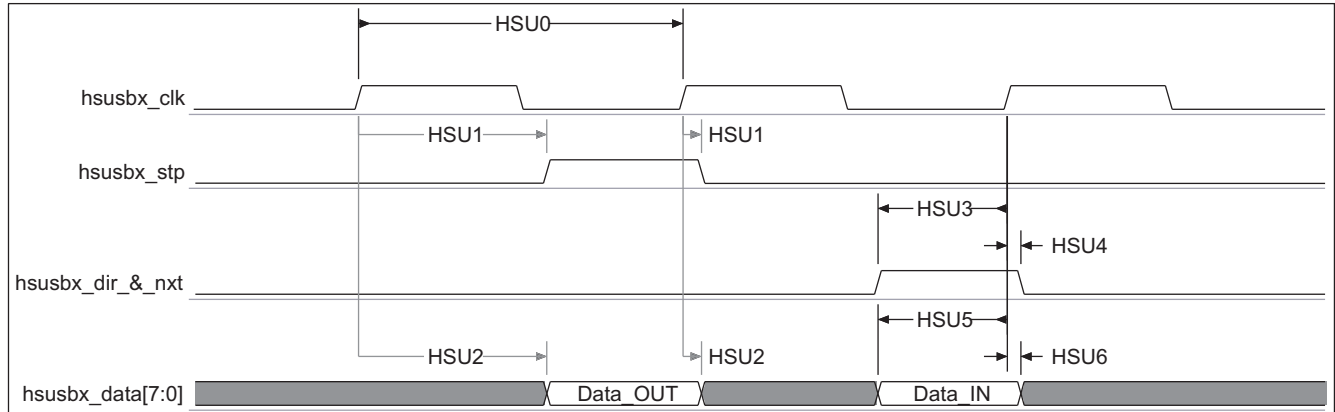 HSU0
hsusbx_clk
HSU1 HSU1
hsusbx_stp
HSU3
HSU4
hsusbx_dir_&_nxt
HSU5
HSU2 HSU2 HSU6
hsusbx_data[7:0] Data_OUT Data_IN